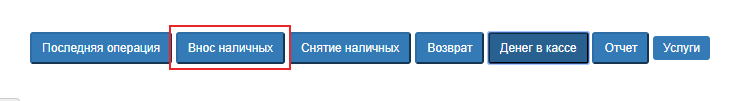 Последняя операция Внос наличных Снятие наличных Возврат Денег в кассе Отчет Услуги